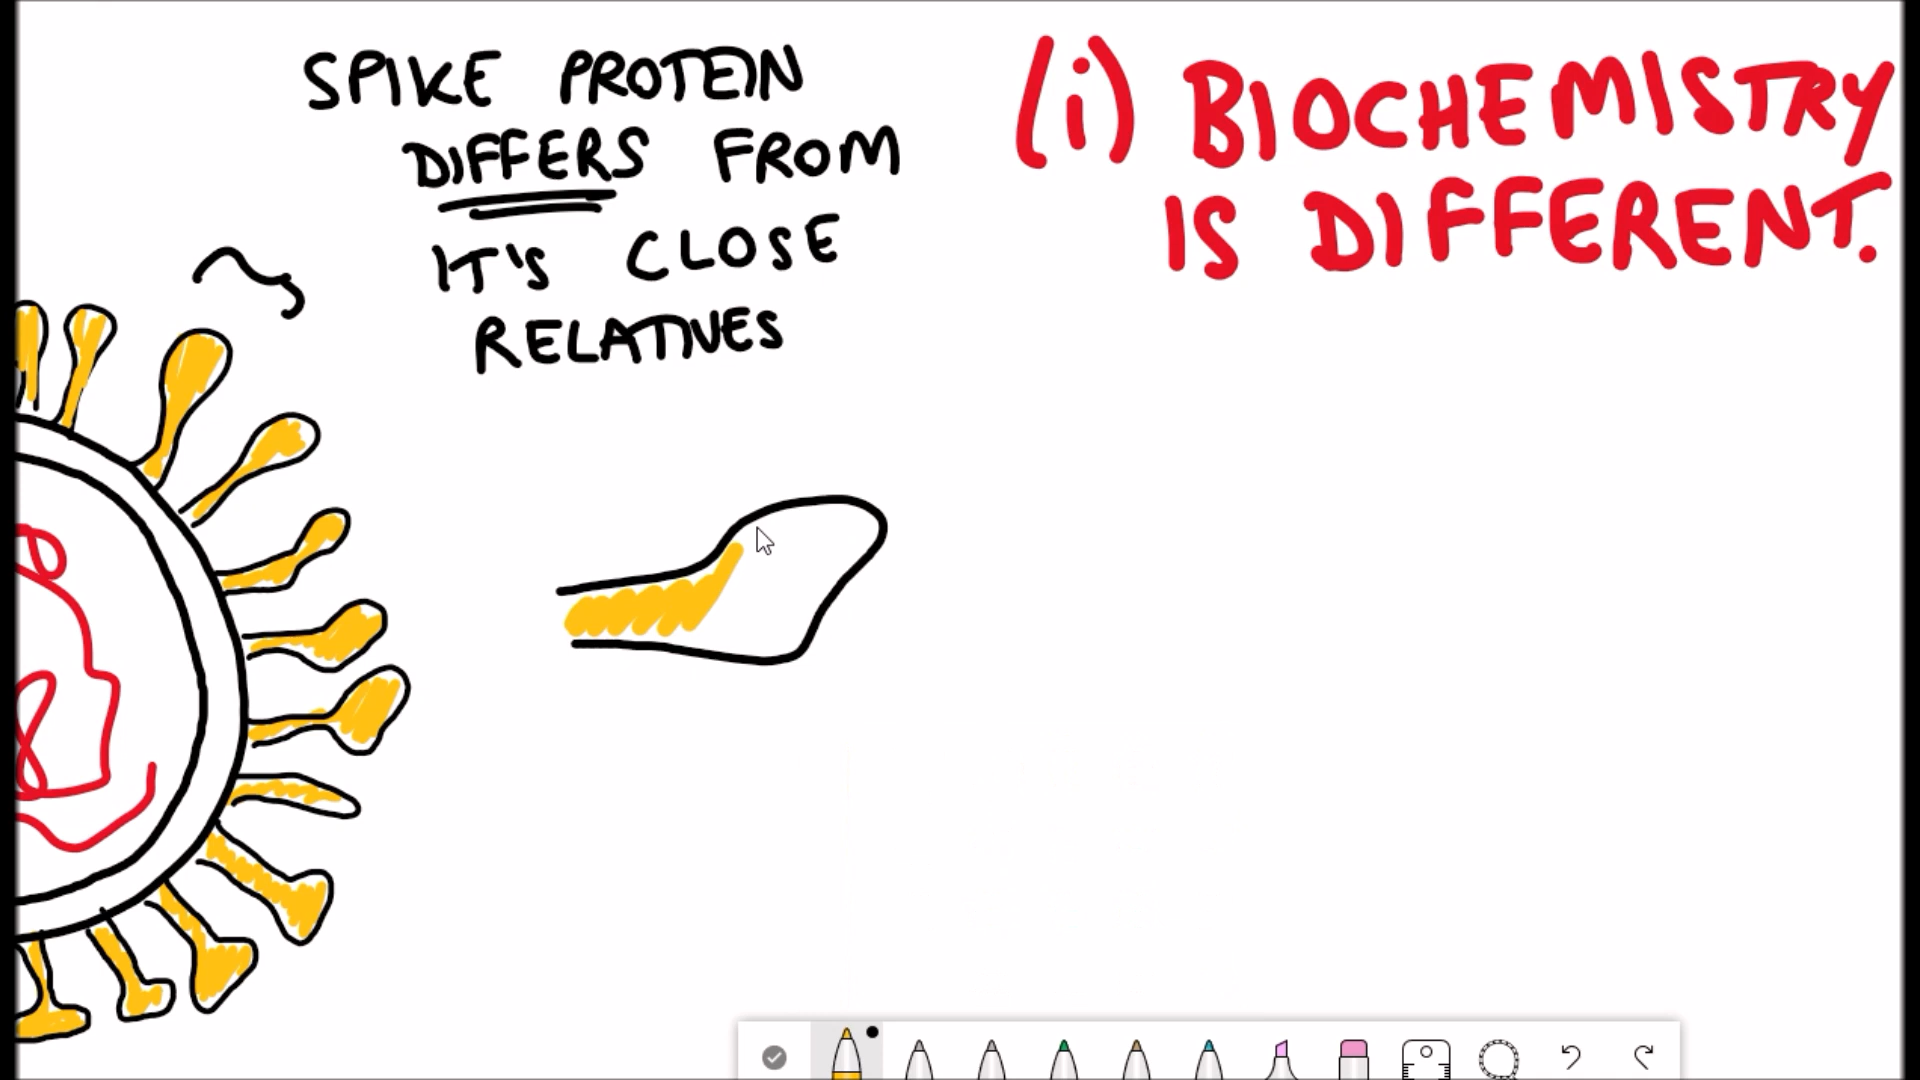 SPIKE PROTEIN
DIFFERS FROM
IT'S CLOSE
RELATIVES
(i) BIOCHEMISTRY
IS DIFFERENT.